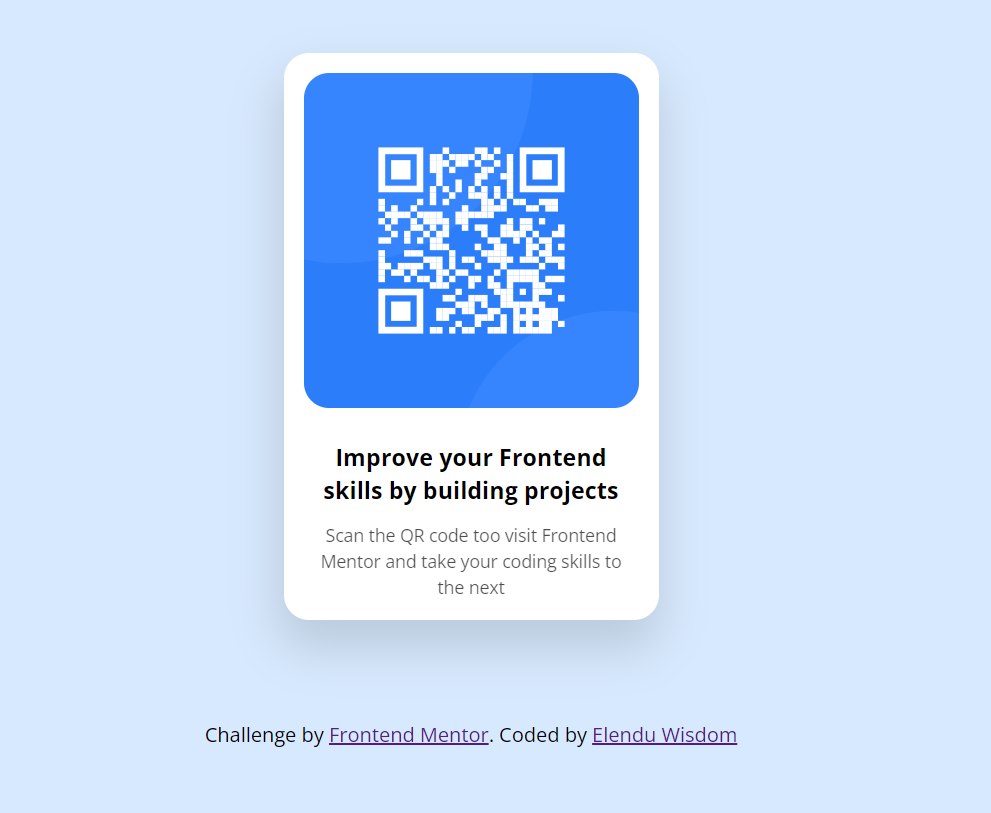 Improve your Frontend
skills by building projects
Scan the QR code too visit Frontend
Mentor and take your coding skills to
the next
Challenge by Frontend Mentor. Coded by Elendu Wisdom